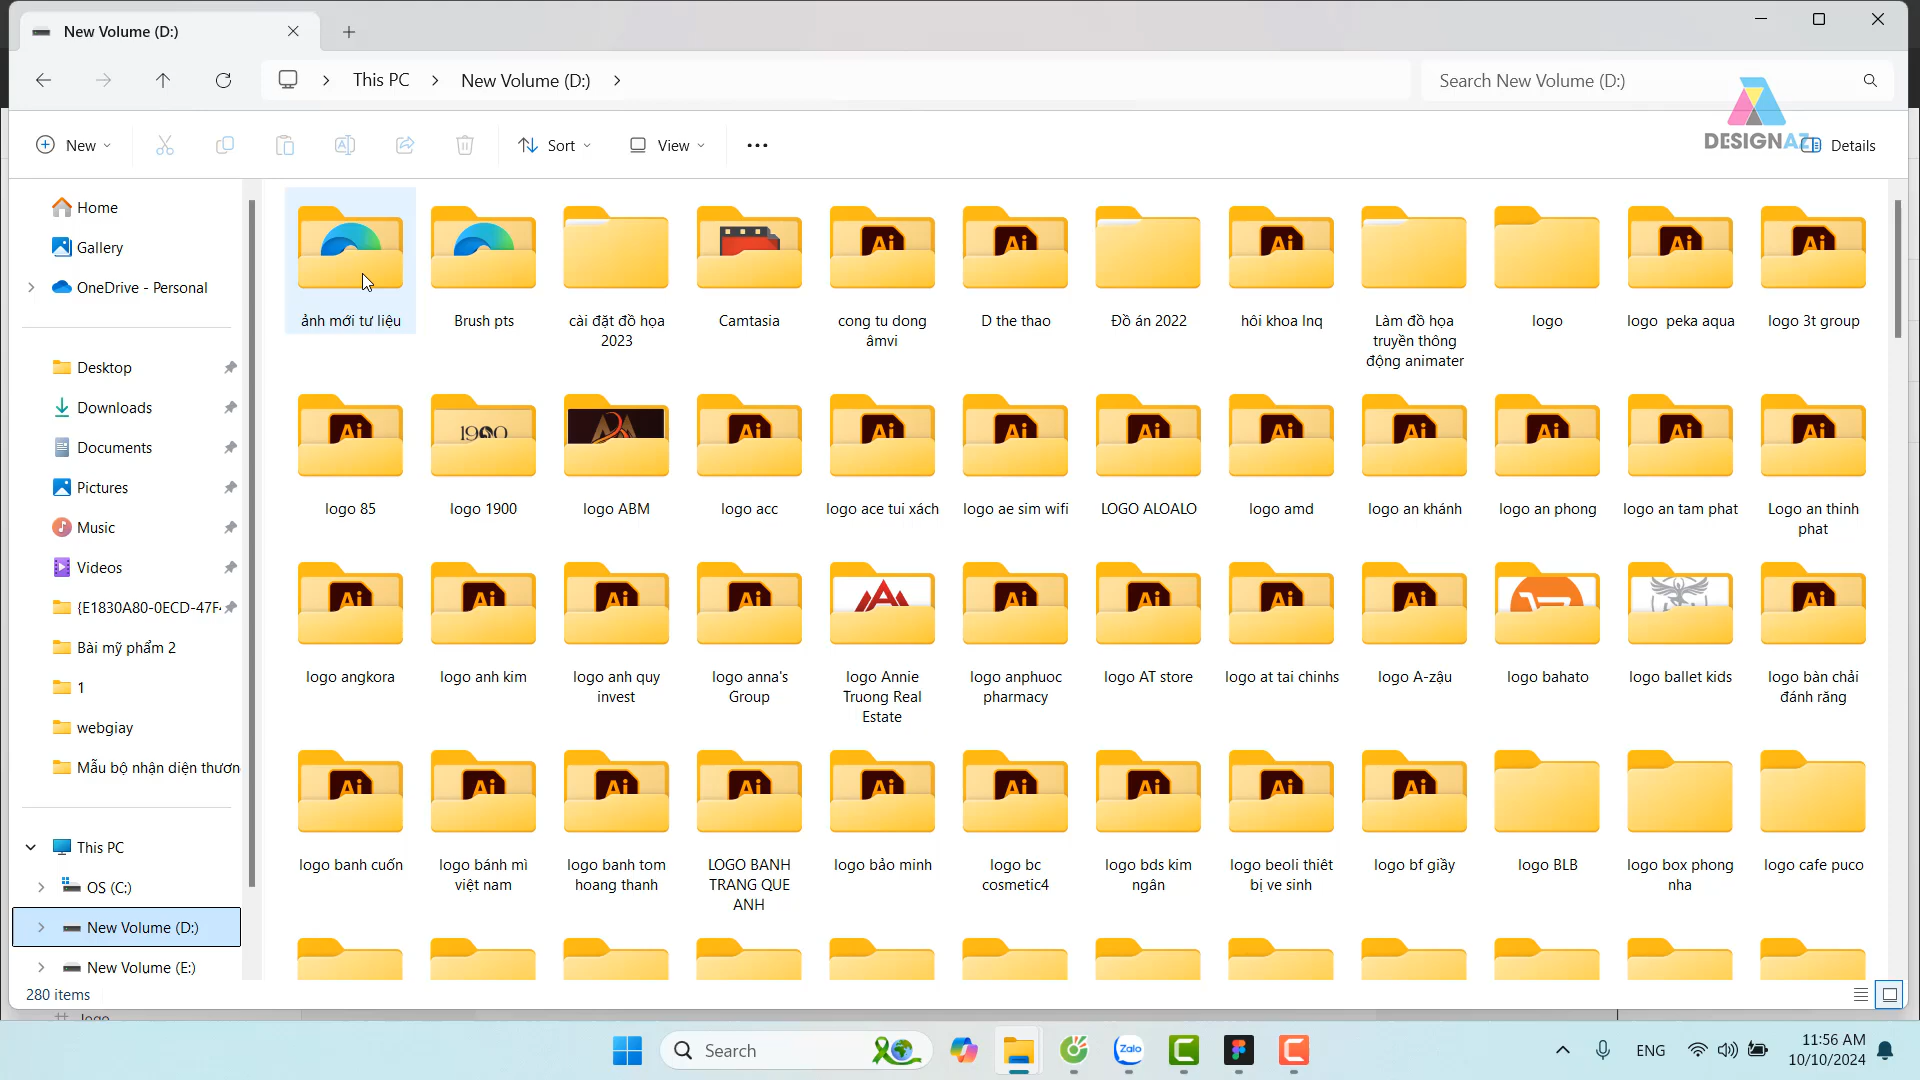 New Volume (D:)
This PC
New Volume (D:)
Search New Volume (D:)
DESIGNAZ
New
Sort
View
Details
Home
Gallery
OneDrive - Personal
Desktop
Downloads
Documents
Pictures
Music
Videos
{E1830A80-0ECD-47F
Bài mỹ phẩm 2
1
webgiay
Mẫu bộ nhận diện thươn
This PC
OS (C:)
New Volume (D:)
New Volume (E:)
ảnh mới tư liệu
Brush pts
cài đặt đồ họa
2023
Camtasia
cong tu dong
âmvi
D the thao
Đồ án 2022
hôi khoa lnq
Làm đồ họa
truyền thông
động animater
logo
logo  peka aqua
logo 3t group
logo 85
1900
logo 1900
logo ABM
logo acc
logo ace tui xách
logo ae sim wifi
LOGO ALOALO
logo amd
logo an khánh
logo an phong
logo an tam phat
Logo an thinh
phat
logo angkora
logo anh kim
logo anh quy
invest
logo anna's
Group
logo Annie
Truong Real
Estate
logo anphuoc
pharmacy
logo AT store
logo at tai chinhs
logo A-zậu
logo bahato
logo ballet kids
logo bàn chải
đánh răng
logo banh cuốn
logo bánh mì
việt nam
logo banh tom
hoang thanh
LOGO BANH
TRANG QUE
ANH
logo bảo minh
logo bc
cosmetic4
logo bds kim
ngân
logo beoli thiêt
bị ve sinh
logo bf giầy
logo BLB
logo box phong
nha
logo cafe puco
280 items
Search
Zalo
ENG
11:56 AM
10/10/2024